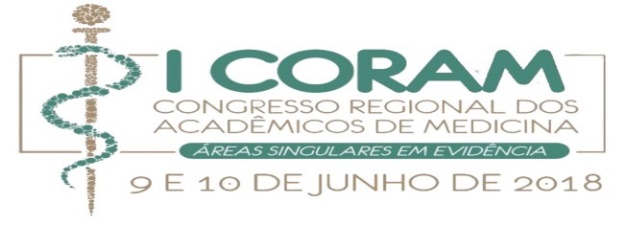 I CORAM
CONGRESSO REGIONAL DOS
ACADÊMICOS DE MEDICINA
ÁREAS SINGULARES EM EVIDÊNCIA
9 E 10 DE JUNHO DE 2018